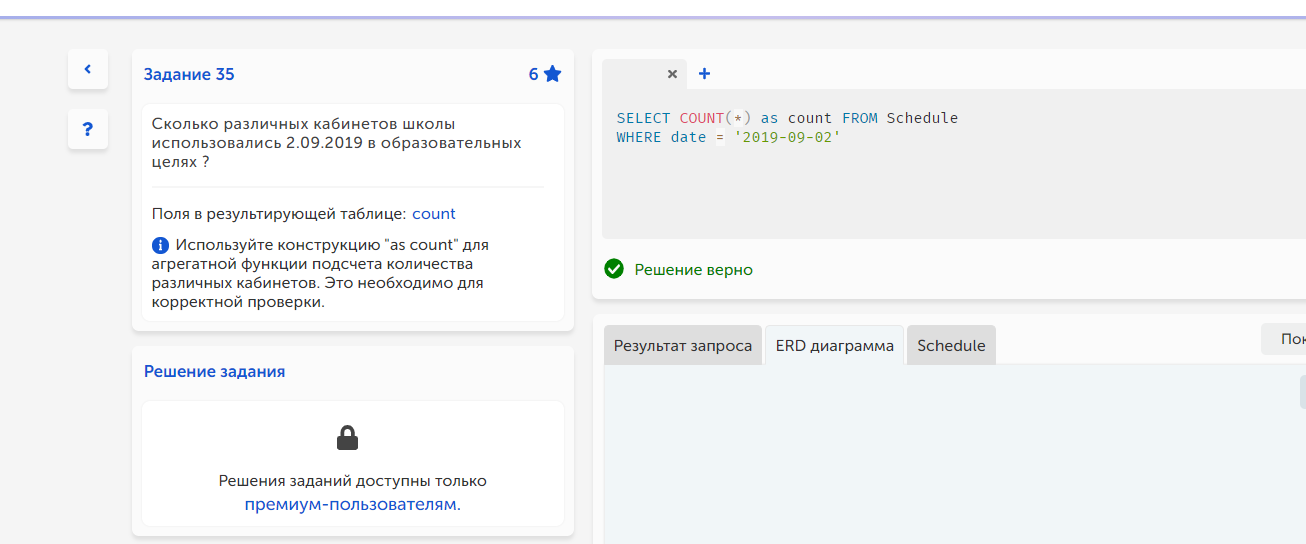 Задание 35
6
?
Сколько различных кабинетов школы
использовались 2.09.2019 в образовательных
целях ?
Поля в результирующей таблице: count
Используйте конструкцию "as count" для
агрегатной функции подсчета количества
различных кабинетов. Это необходимо для
корректной проверки.
Решение задания
Решения заданий доступны только
премиум-пользователям.
SELECT COUNT(*) as count FROM Schedule
WHERE date = '2019-09-02'
Решение верно
Результат запроса
ERD диаграмма
Schedule